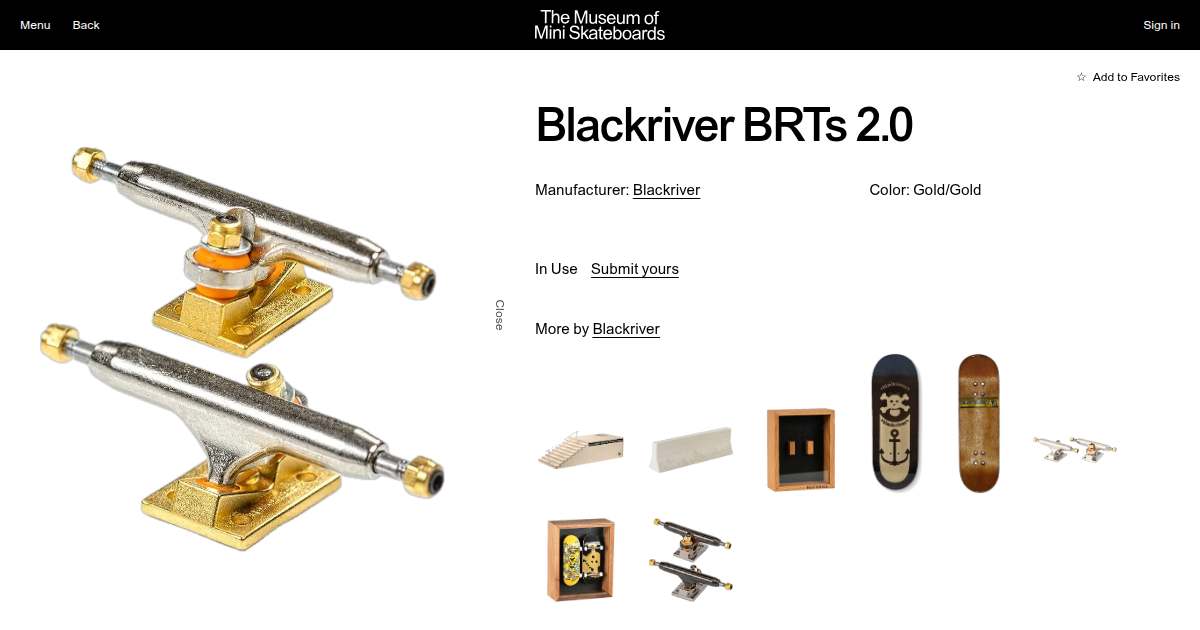 Menu
Back
The Museum of
Mini Skateboards
Sign in
☆ Add to Favorites
Blackriver BRTs 2.0
Manufacturer: Blackriver
Color: Gold/Gold
In Use Submit yours
Close
More by Blackriver